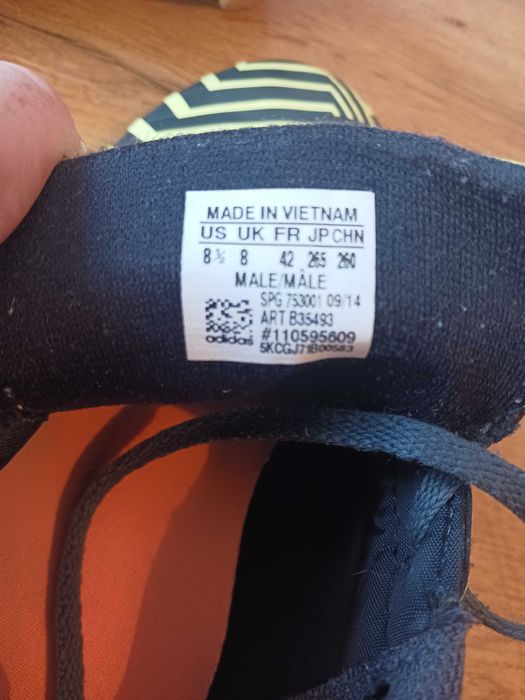 MADE IN VIETNAM
US UK FR JP CHN
8½ 8 42 265 260
MALE/MÂLE
SPG 753001 09/14
ART B35493
adidas #110595609
5KCGJ71B00583